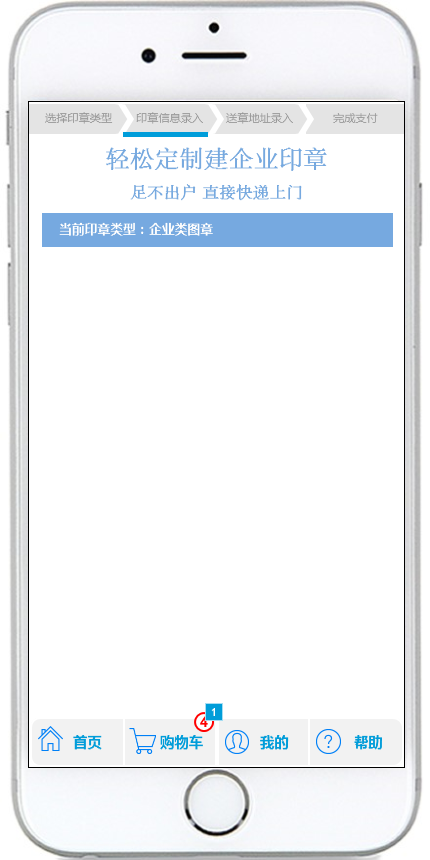 选择印章类型 印章信息录入 送章地址录入 完成支付
轻松定制建企业印章
足不出户 直接快递上门
当前印章类型：企业类图章
4 1
首页 购物车 我的 ? 帮助